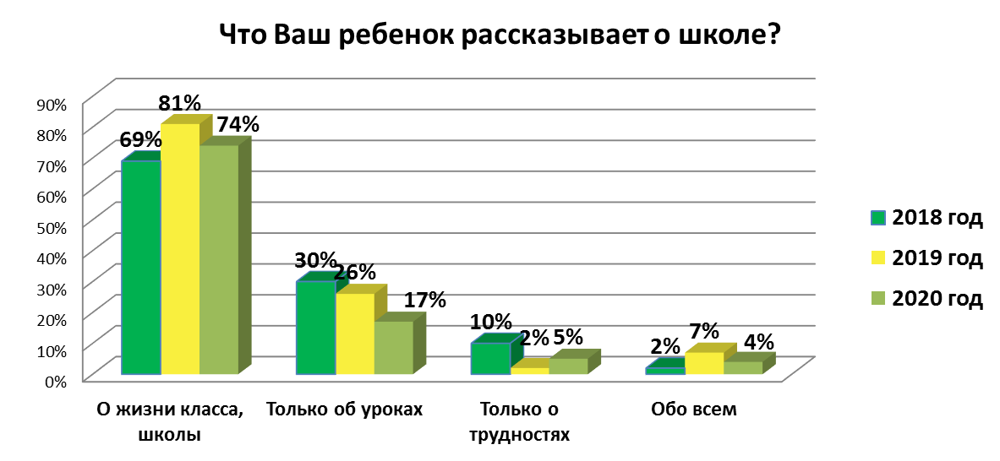 Что Ваш ребенок рассказывает о школе?
90%
80%
70%
60%
50%
40%
30%
20%
10%
0%
69%
81%
74%
30%
26%
17%
10%
2%
5%
2%
7%
4%
О жизни класса,
школы
Только об уроках
Только о
трудностях
Обо всем
2018 год
2019 год
2020 год